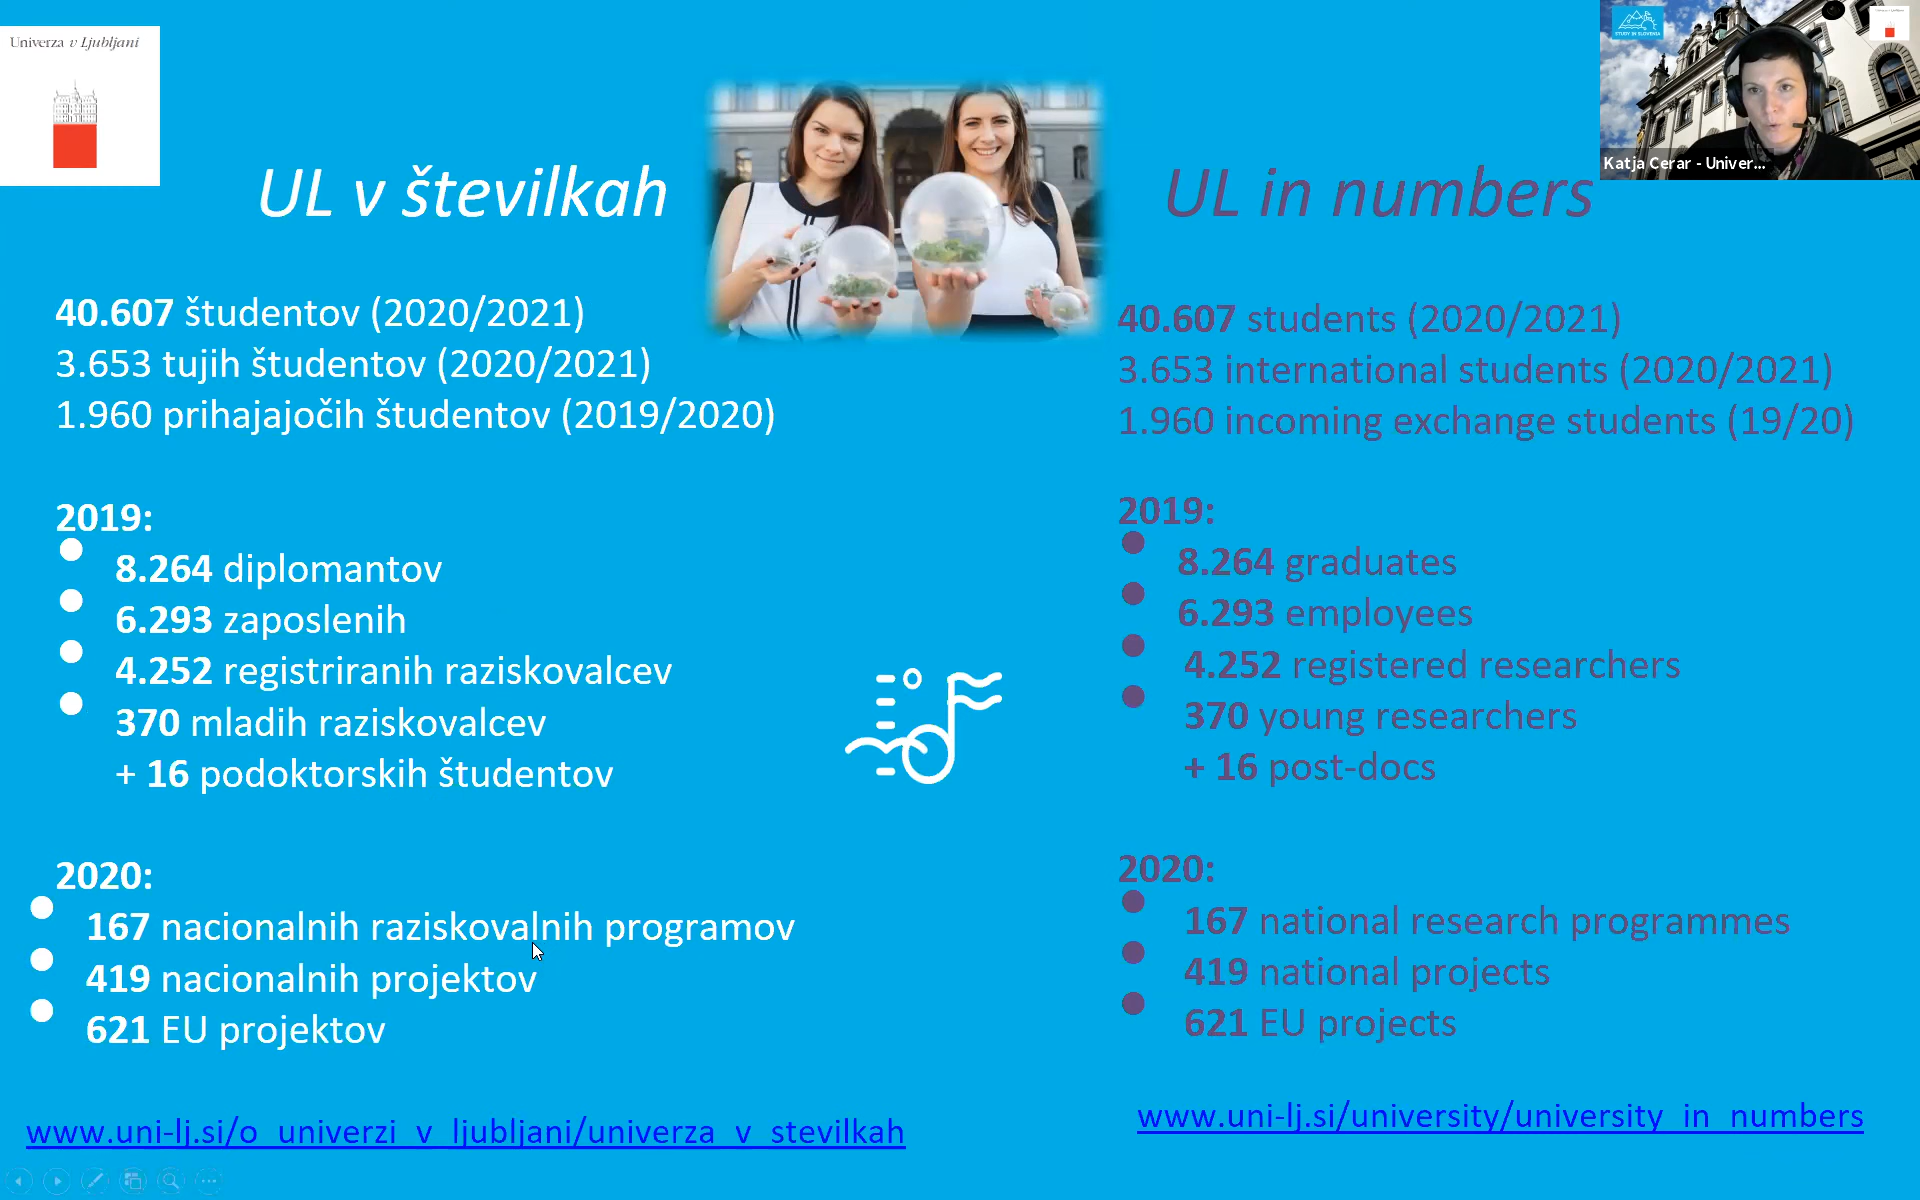 Univerza v Ljubljani
STUDY IN SLOVENIA
Katja Cerar - Univer...
UL v številkah
40.607 študentov (2020/2021)
3.653 tujih študentov (2020/2021)
1.960 prihajajočih študentov (2019/2020)
2019:
8.264 diplomantov
6.293 zaposlenih
4.252 registriranih raziskovalcev
370 mladih raziskovalcev
+ 16 podoktorskih študentov
2020:
167 nacionalnih raziskovalnih programov
419 nacionalnih projektov
621 EU projektov
www.uni-lj.si/o_univerzi_v_ljubljani/univerza_v_stevilkah
UL in numbers
40.607 students (2020/2021)
3.653 international students (2020/2021)
1.960 incoming exchange students (19/20)
2019:
8.264 graduates
6.293 employees
4.252 registered researchers
370 young researchers
+ 16 post-docs
2020:
167 national research programmes
419 national projects
621 EU projects
www.uni-lj.si/university/university_in_numbers